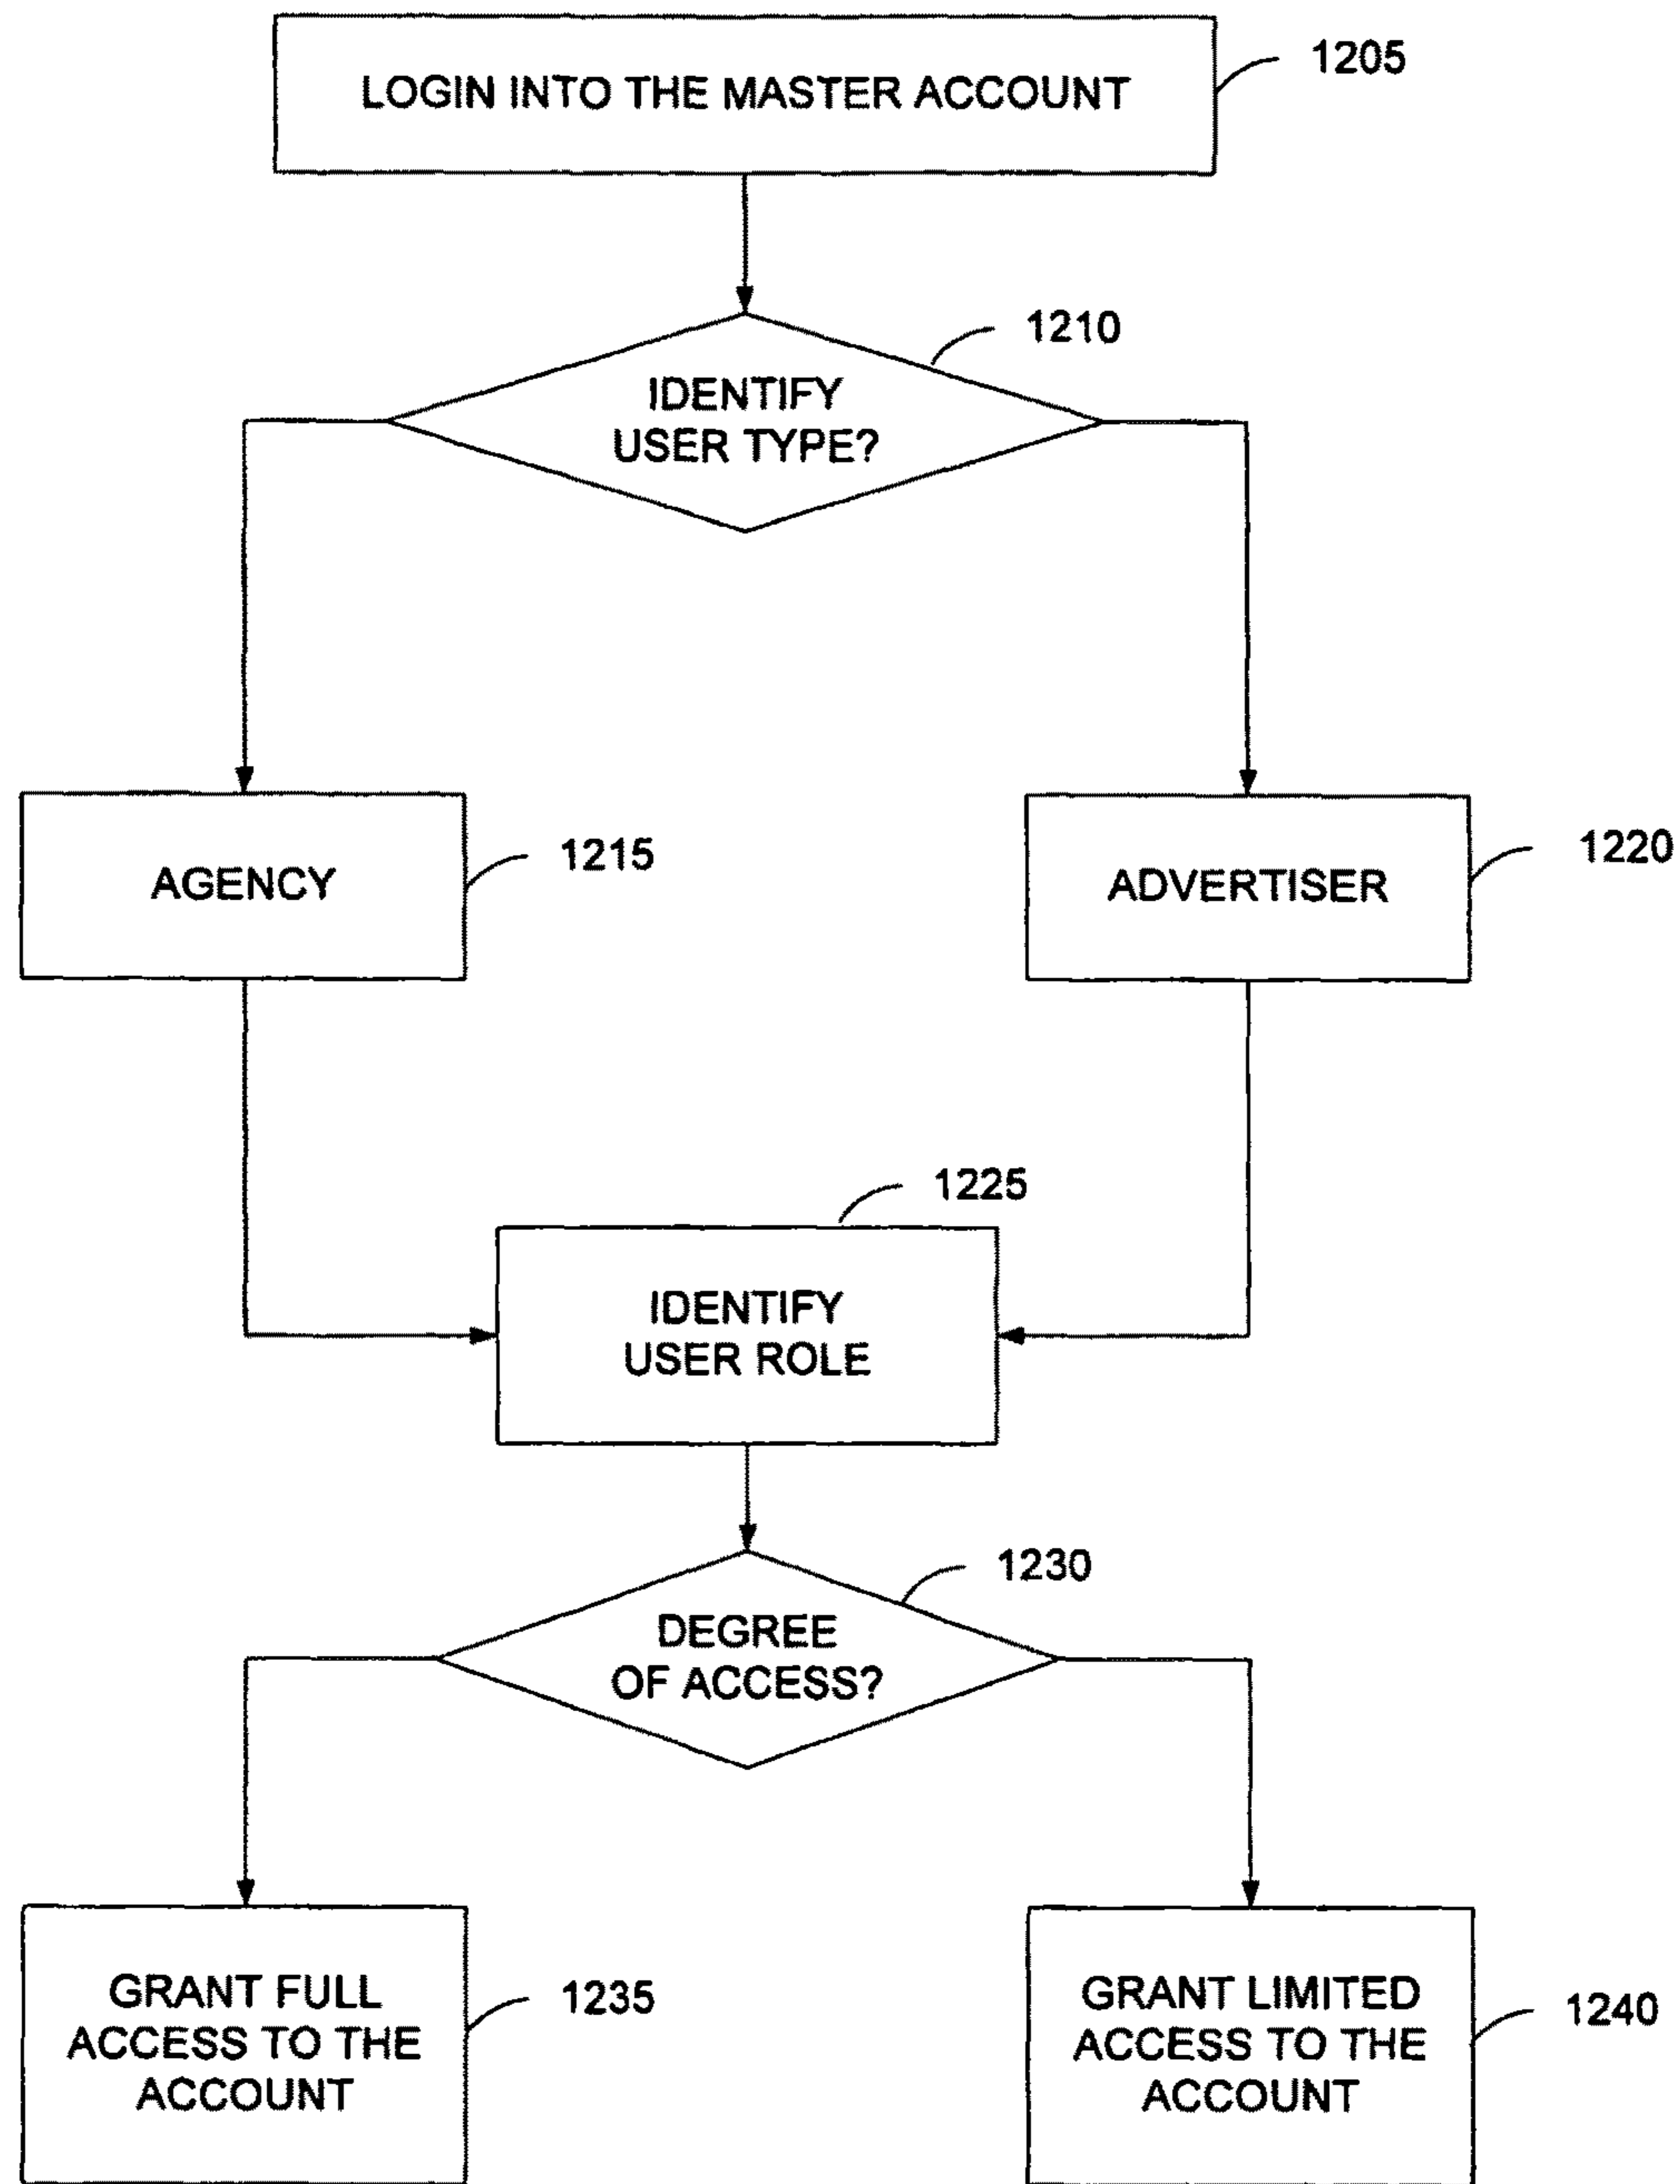 LOGIN INTO THE MASTER ACCOUNT
1205
1210
IDENTIFY
USER TYPE?
AGENCY
1215
ADVERTISER
1220
1225
IDENTIFY
USER ROLE
1230
DEGREE
OF ACCESS?
GRANT FULL
ACCESS TO THE
ACCOUNT
1235
GRANT LIMITED
ACCESS TO THE
ACCOUNT
1240